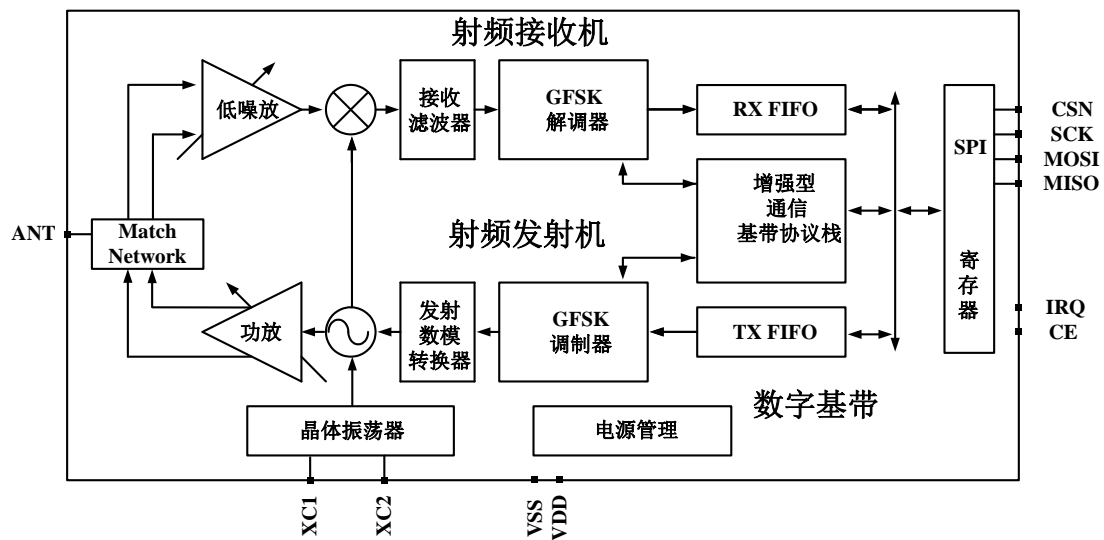 射频接收机
低噪放
接收
滤波器
GFSK
解调器
RX FIFO
SPI
寄
存
器
CSN
SCK
MOSI
MISO
增强型
通信
基带协议栈
ANT
Match
Network
射频发射机
功放
发射
数模
转换器
GFSK
调制器
TX FIFO
IRQ
CE
数字基带
晶体振荡器
电源管理
XC1
XC2
VSS
VDD